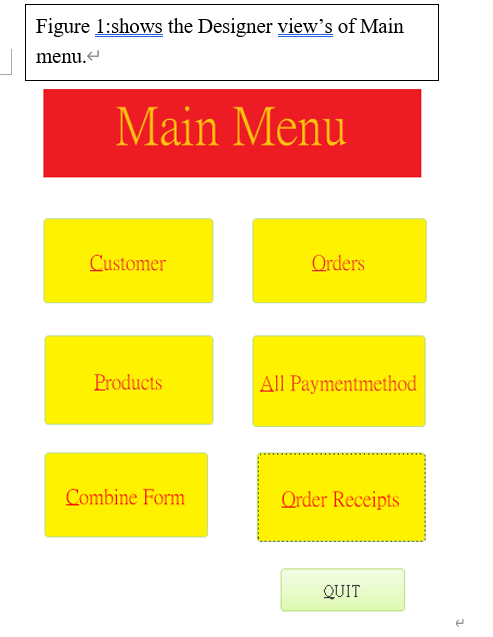 Figure 1:shows the Designer view’s of Main
menu.
Main Menu
Customer
Orders
Products
All Paymentmethod
Combine Form
Order Receipts
QUIT